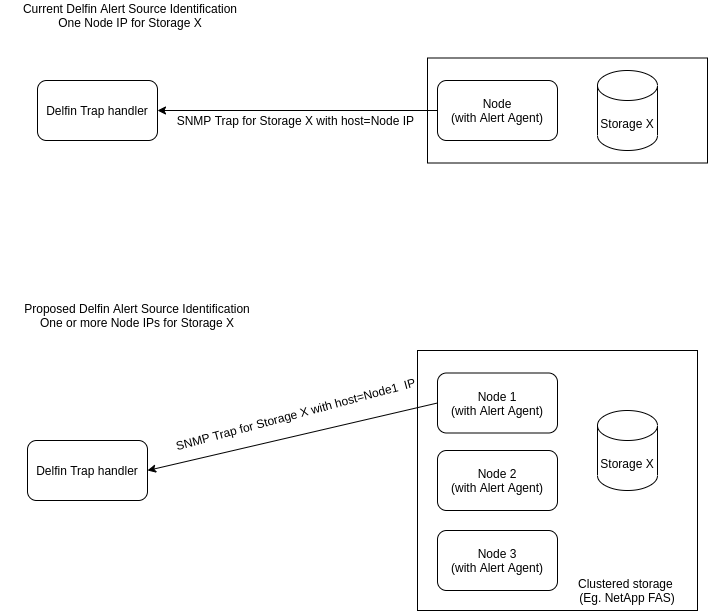 Current Delfin Alert Source Identification
One Node IP for Storage X
Delfin Trap handler
SNMP Trap for Storage X with host=Node IP
Node
(with Alert Agent)
Storage X
Proposed Delfin Alert Source Identification
One or more Node IPs for Storage X
SNMP Trap for Storage X with host=Node1 IP
Delfin Trap handler
Node 1
(with Alert Agent)
Node 2
(with Alert Agent)
Node 3
(with Alert Agent)
Storage X
Clustered storage
(Eg. NetApp FAS)